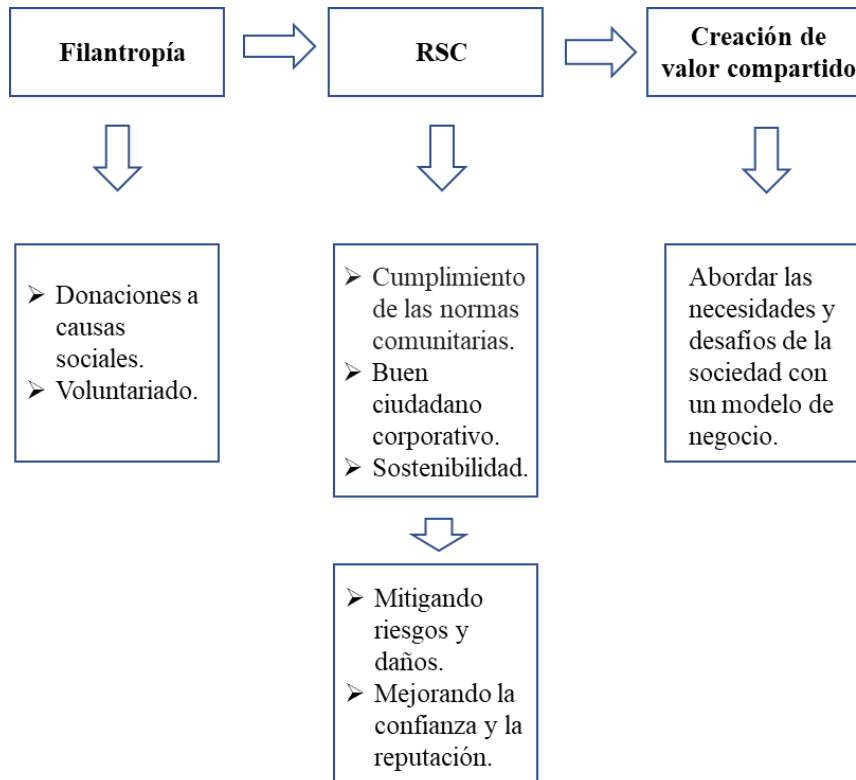 Filantropía
RSC
Creación de
valor compartido
➢ Donaciones a
causas
sociales.
➢ Voluntariado.
➢ Cumplimiento
de las normas
comunitarias.
➢ Buen
ciudadano
corporativo.
➢ Sostenibilidad.
Abordar las
necesidades y
desafíos de la
sociedad con
un modelo de
negocio.
➢ Mitigando
riesgos y
daños.
➢ Mejorando la
confianza y la
reputación.